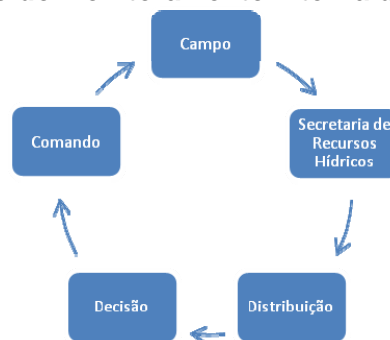 Campo
Secretaria de
Recursos
Hídricos
Distribuição
Decisão
Comando